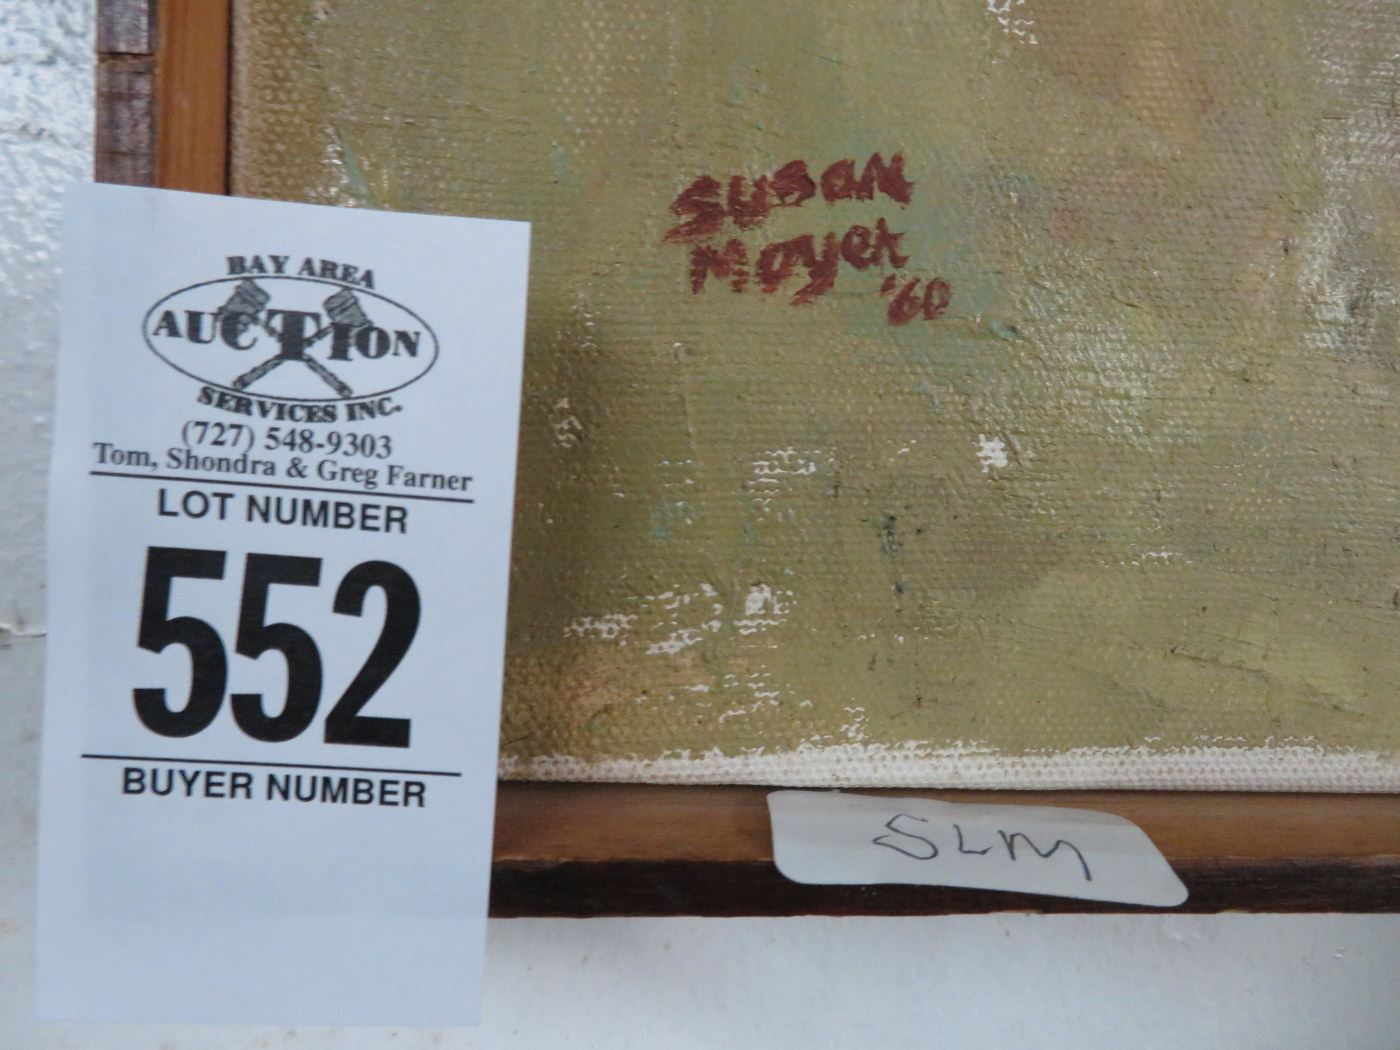 BAY AREA
AUCTION
SERVICES INC.
(727) 548-9303
Tom, Shondra & Greg Farner
LOT NUMBER
552
BUYER NUMBER
SUSAN
MOYER
'60
SLM